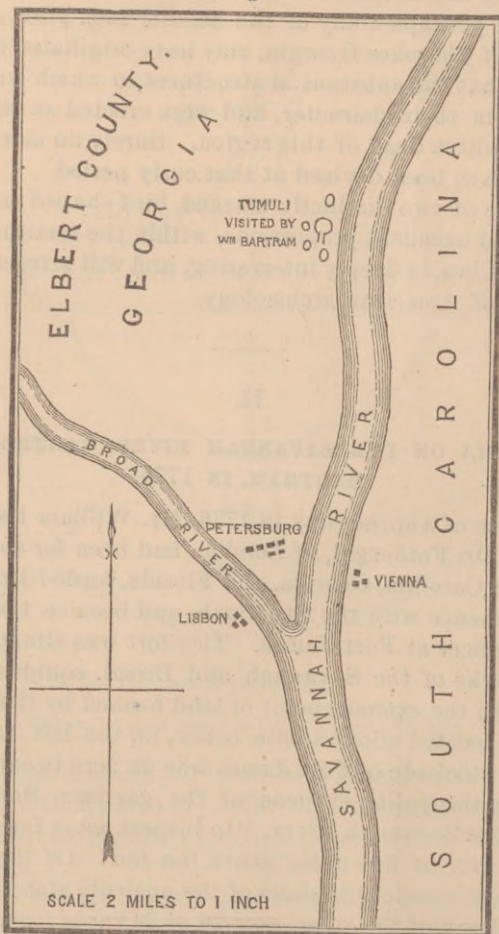 ELBERT COUNTY.
GEORGIA.
TUMULI
VISITED BY
WM BARTRAM
SOUTH CAROLINA
BROAD RIVER
SAVANNAH RIVER
PETERSBURG
VIENNA
LISBON
SCALE 2 MILES TO 1 INCH